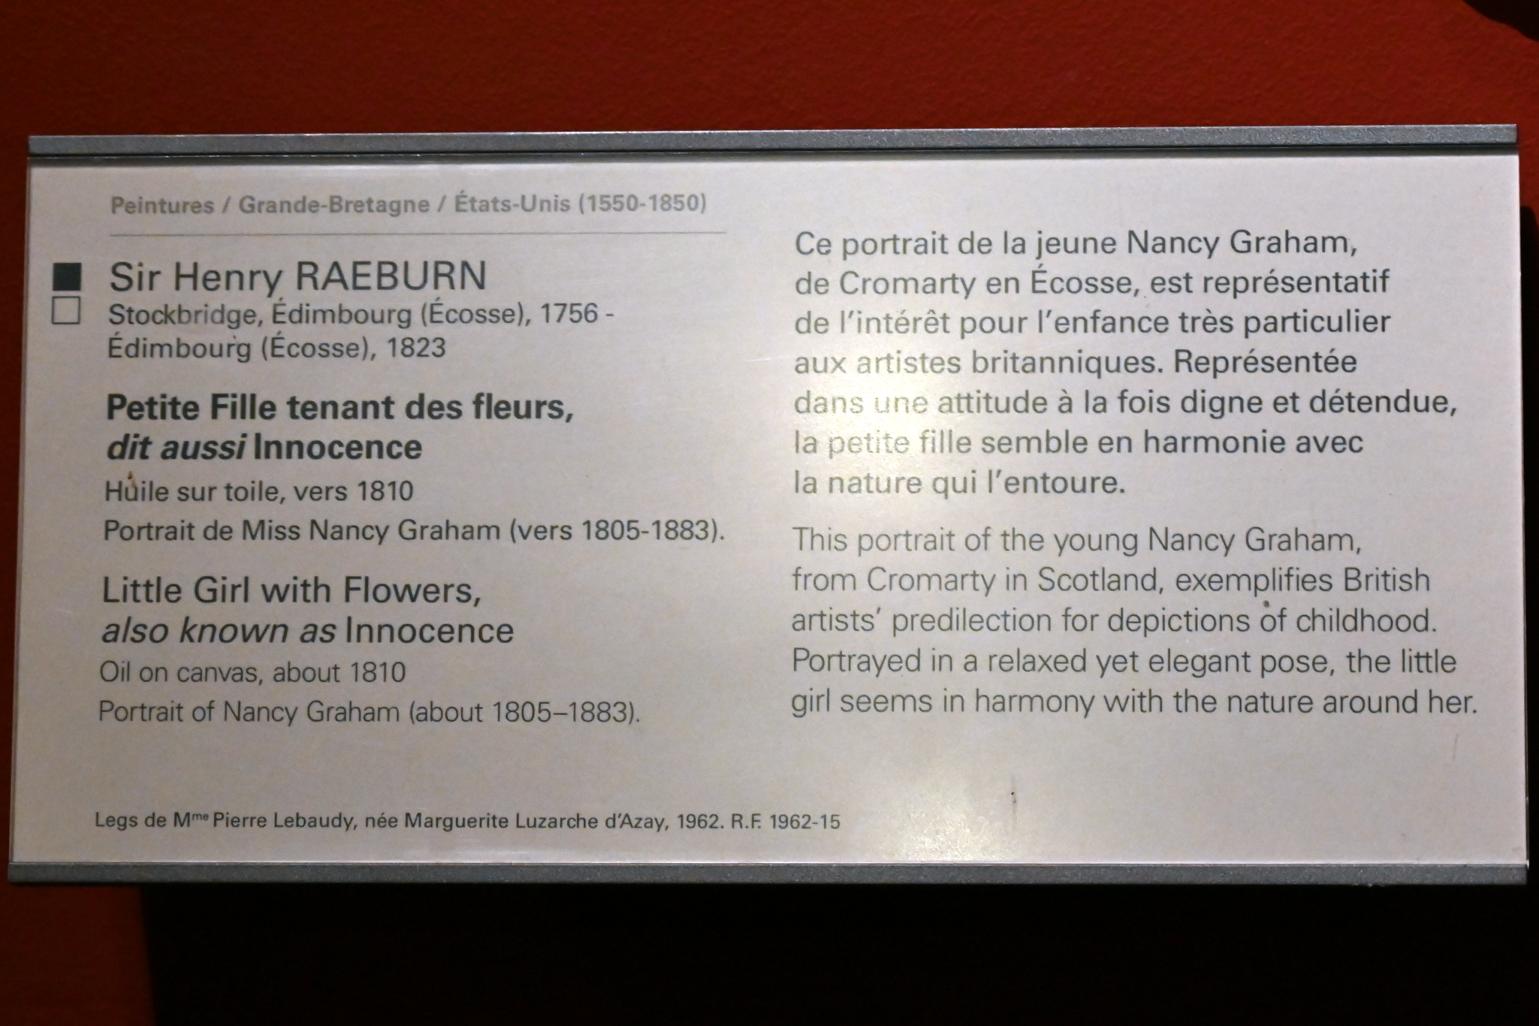 Peintures / Grande-Bretagne / États-Unis (1550-1850)
Sir Henry RAEBURN
Stockbridge, Édimbourg (Écosse), 1756 -
Édimbourg (Écosse), 1823
Petite Fille tenant des fleurs,
dit aussi Innocence
Huile sur toile, vers 1810
Portrait de Miss Nancy Graham (vers 1805-1883).
Little Girl with Flowers,
also known as Innocence
Oil on canvas, about 1810
Portrait of Nancy Graham (about 1805–1883).
Legs de Mme Pierre Lebaudy, née Marguerite Luzarche d'Azay, 1962. R.F. 1962-15
Ce portrait de la jeune Nancy Graham,
de Cromarty en Écosse, est représentatif
de l'intérêt pour l'enfance très particulier
aux artistes britanniques. Représentée
dans une attitude à la fois digne et détendue,
la petite fille semble en harmonie avec
la nature qui l'entoure.
This portrait of the young Nancy Graham,
from Cromarty in Scotland, exemplifies British
artists' predilection for depictions of childhood.
Portrayed in a relaxed yet elegant pose, the little
girl seems in harmony with the nature around her.